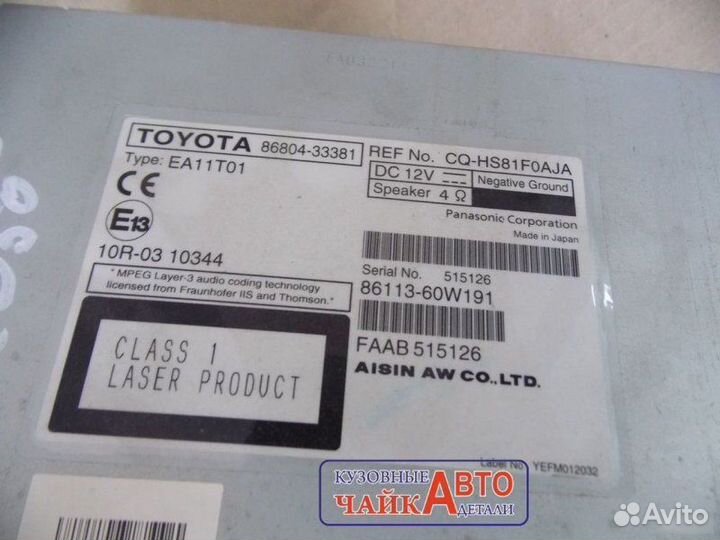 TOYOTA 86804-33381
REF No. CQ-HS81F0AJA
Type: EA11T01
DC 12V
Negative Ground
Speaker 4 Ω
CE
E13
Panasonic Corporation
Made in Japan
10R-03 10344
"MPEG Layer-3 audio coding technology
licensed from Fraunhofer IIS and Thomson."
Serial No. 515126
86113-60W191
FAAB 515126
AISIN AW CO.,LTD.
CLASS 1
LASER PRODUCT
Label No. YEFM012032
КУЗОВНЫЕ
ЧАЙКА АВТО
ДЕТАЛИ
Avito